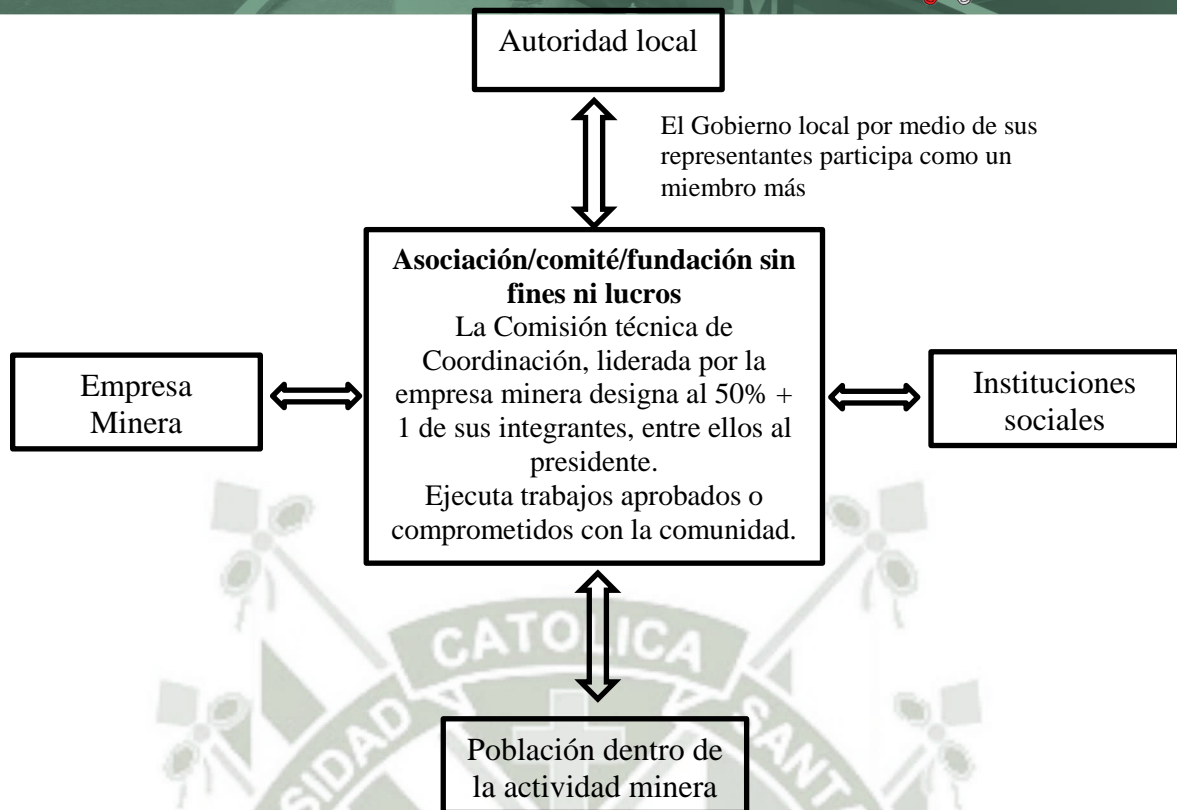 Autoridad local
El Gobierno local por medio de sus
representantes participa como un
miembro más
Asociación/comité/fundación sin
fines ni lucros
La Comisión técnica de
Coordinación, liderada por la
empresa minera designa al 50% +
1 de sus integrantes, entre ellos al
presidente.
Ejecuta trabajos aprobados o
comprometidos con la comunidad.
Empresa
Minera
Instituciones
sociales
Población dentro de
la actividad minera
CATOLICA